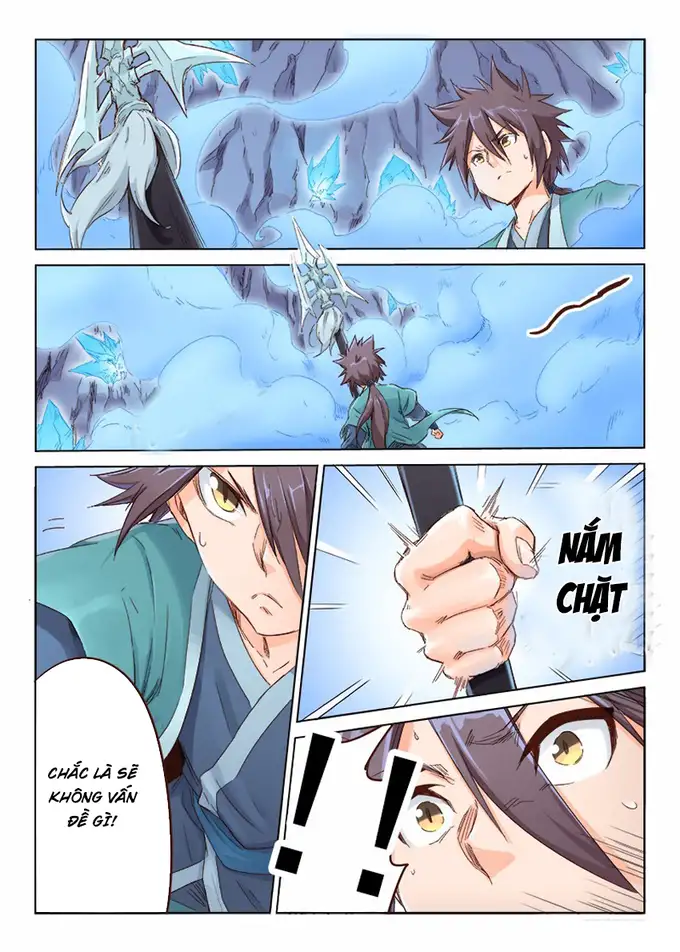 NẮM
CHẶT
CHẮC LÀ SẼ
KHÔNG VẤN
ĐỀ GÌ!
!!